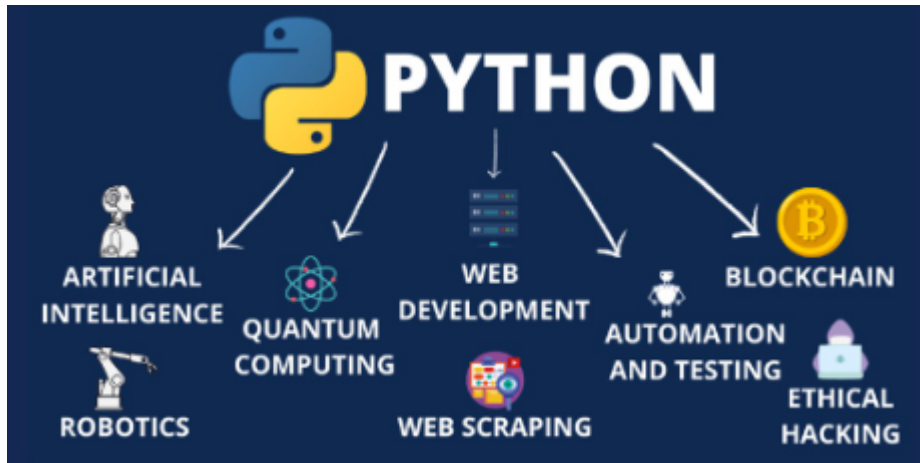 PYTHON
ARTIFICIAL
INTELLIGENCE
QUANTUM
COMPUTING
WEB
DEVELOPMENT
AUTOMATION
AND TESTING
BLOCKCHAIN
ROBOTICS
WEB SCRAPING
ETHICAL
HACKING